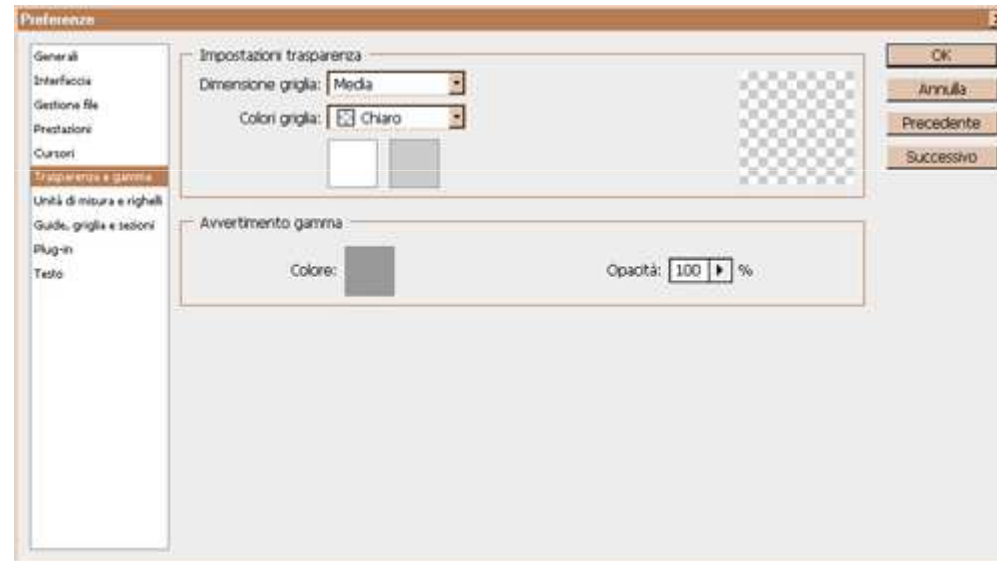 Preferenze
Generali
Interfaccia
Gestione file
Prestazioni
Cursori
Trasparenza e gamma
Unità di misura e righelli
Guide, griglia e sezioni
Plug-in
Testo
Impostazioni trasparenza
Dimensione griglia: Media
Colori griglia: Chiaro
Avvertimento gamma
Colore:
Opacità: 100 %
OK
Annulla
Precedente
Successivo